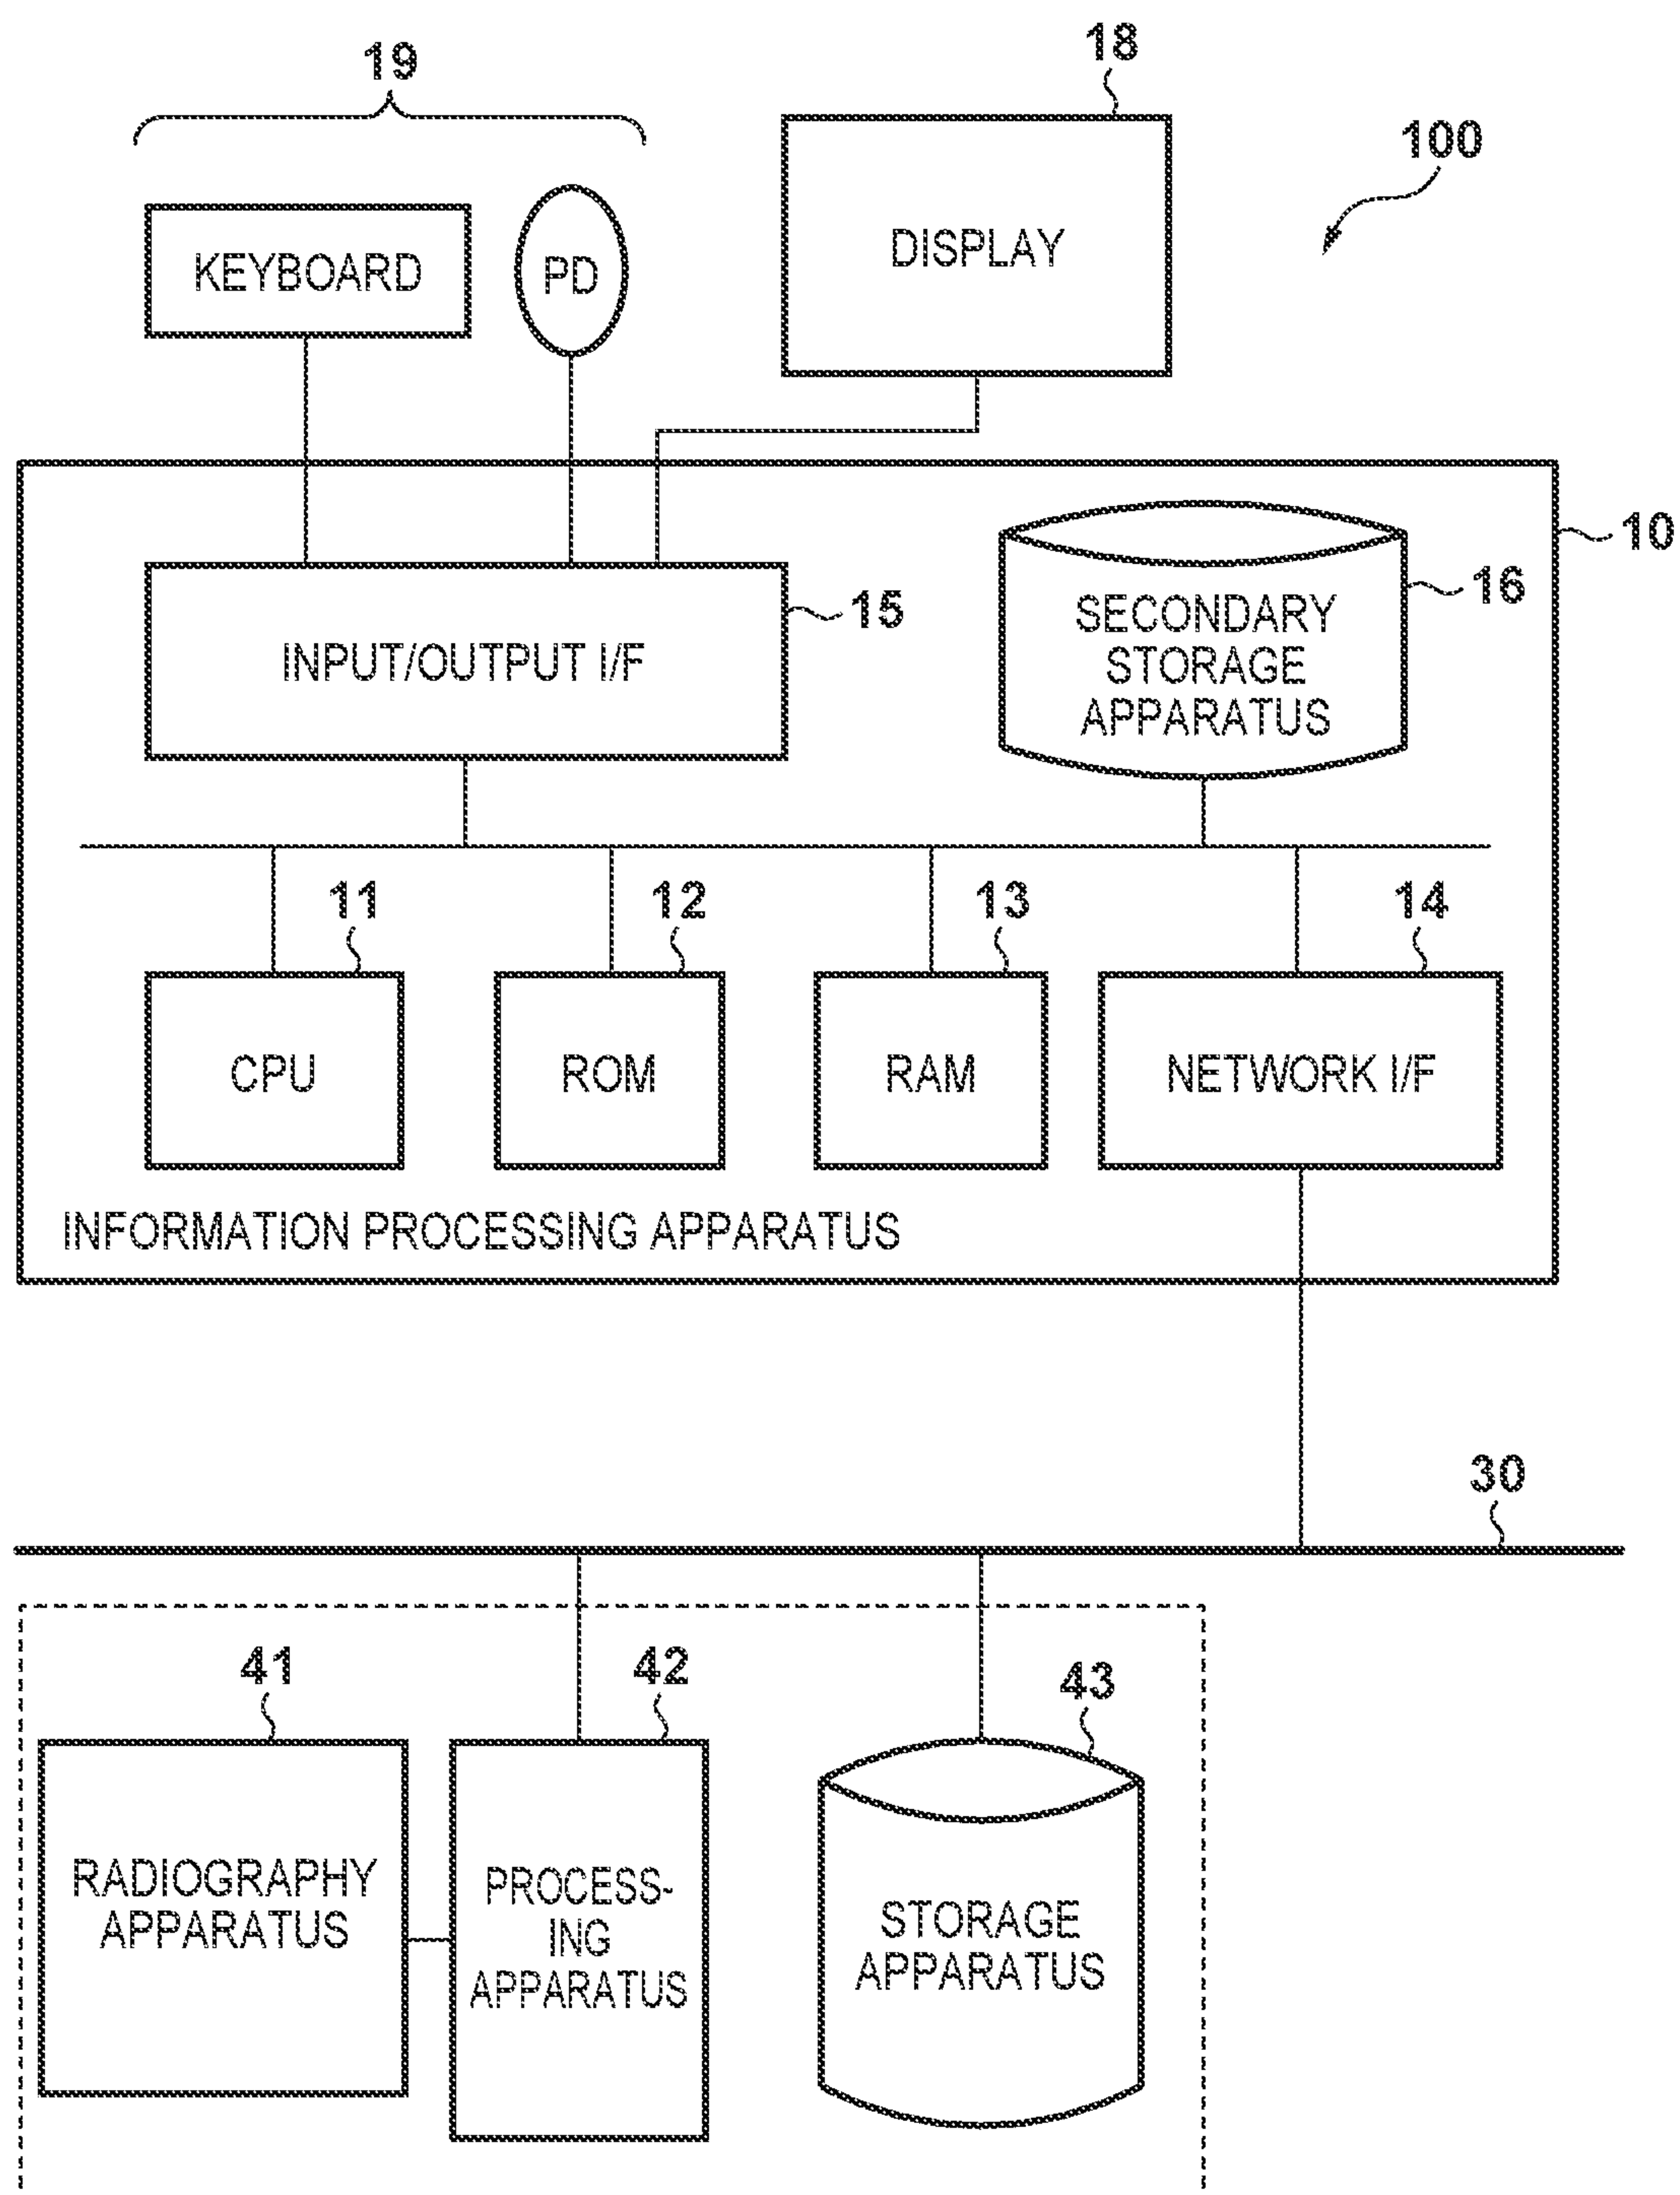 19
18
100
KEYBOARD
PD
DISPLAY
10
15
16
INPUT/OUTPUT I/F
SECONDARY
STORAGE
APPARATUS
11
12
13
14
CPU
ROM
RAM
NETWORK I/F
INFORMATION PROCESSING APPARATUS
30
41
42
43
RADIOGRAPHY
APPARATUS
PROCESS-
ING
APPARATUS
STORAGE
APPARATUS